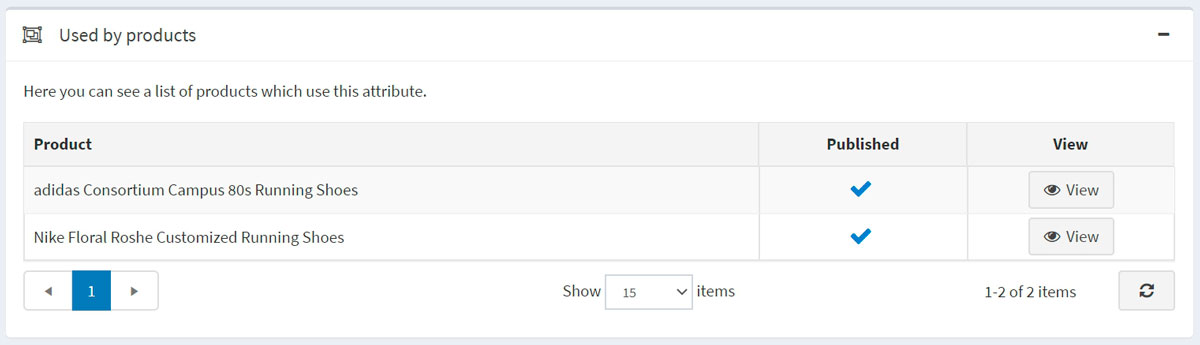 Used by products
Here you can see a list of products which use this attribute.
Product Published View
adidas Consortium Campus 80s Running Shoes View
Nike Floral Roshe Customized Running Shoes View
1 Show 15 items 1-2 of 2 items